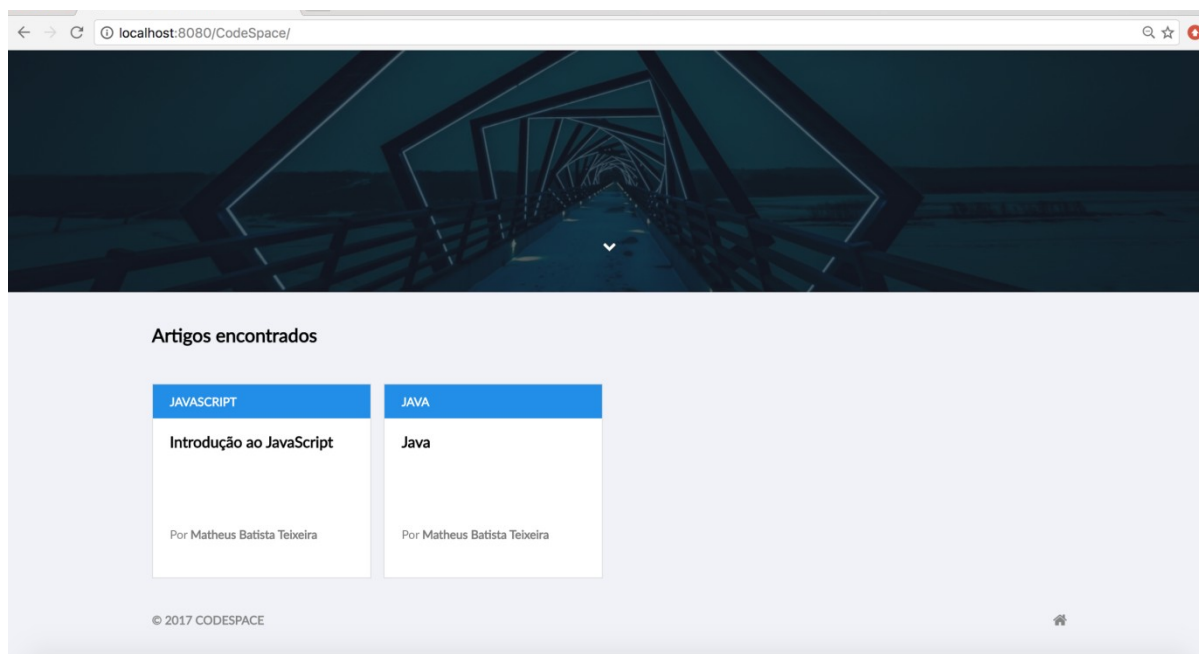 localhost:8080/CodeSpace/
Artigos encontrados
JAVASCRIPT
Introdução ao JavaScript
Por Matheus Batista Teixeira
JAVA
Java
Por Matheus Batista Teixeira
© 2017 CODESPACE